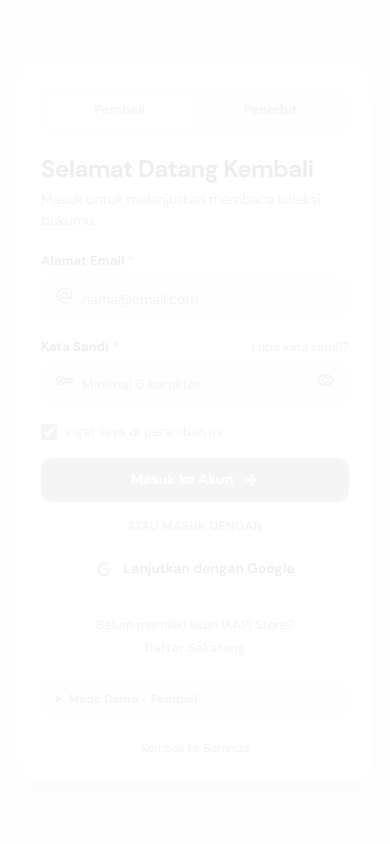 Pembeli
Penerbit
Selamat Datang Kembali
Masuk untuk melanjutkan membaca koleksi
bukumu.
Alamat Email *
nama@email.com
Kata Sandi *
Lupa kata sandi?
Minimal 6 karakter
Ingat saya di peramban ini
Masuk ke Akun →
ATAU MASUK DENGAN
Lanjutkan dengan Google
Belum memiliki akun IKAPI Store?
Daftar Sekarang
Mode Demo - Pembeli
Kembali ke Beranda